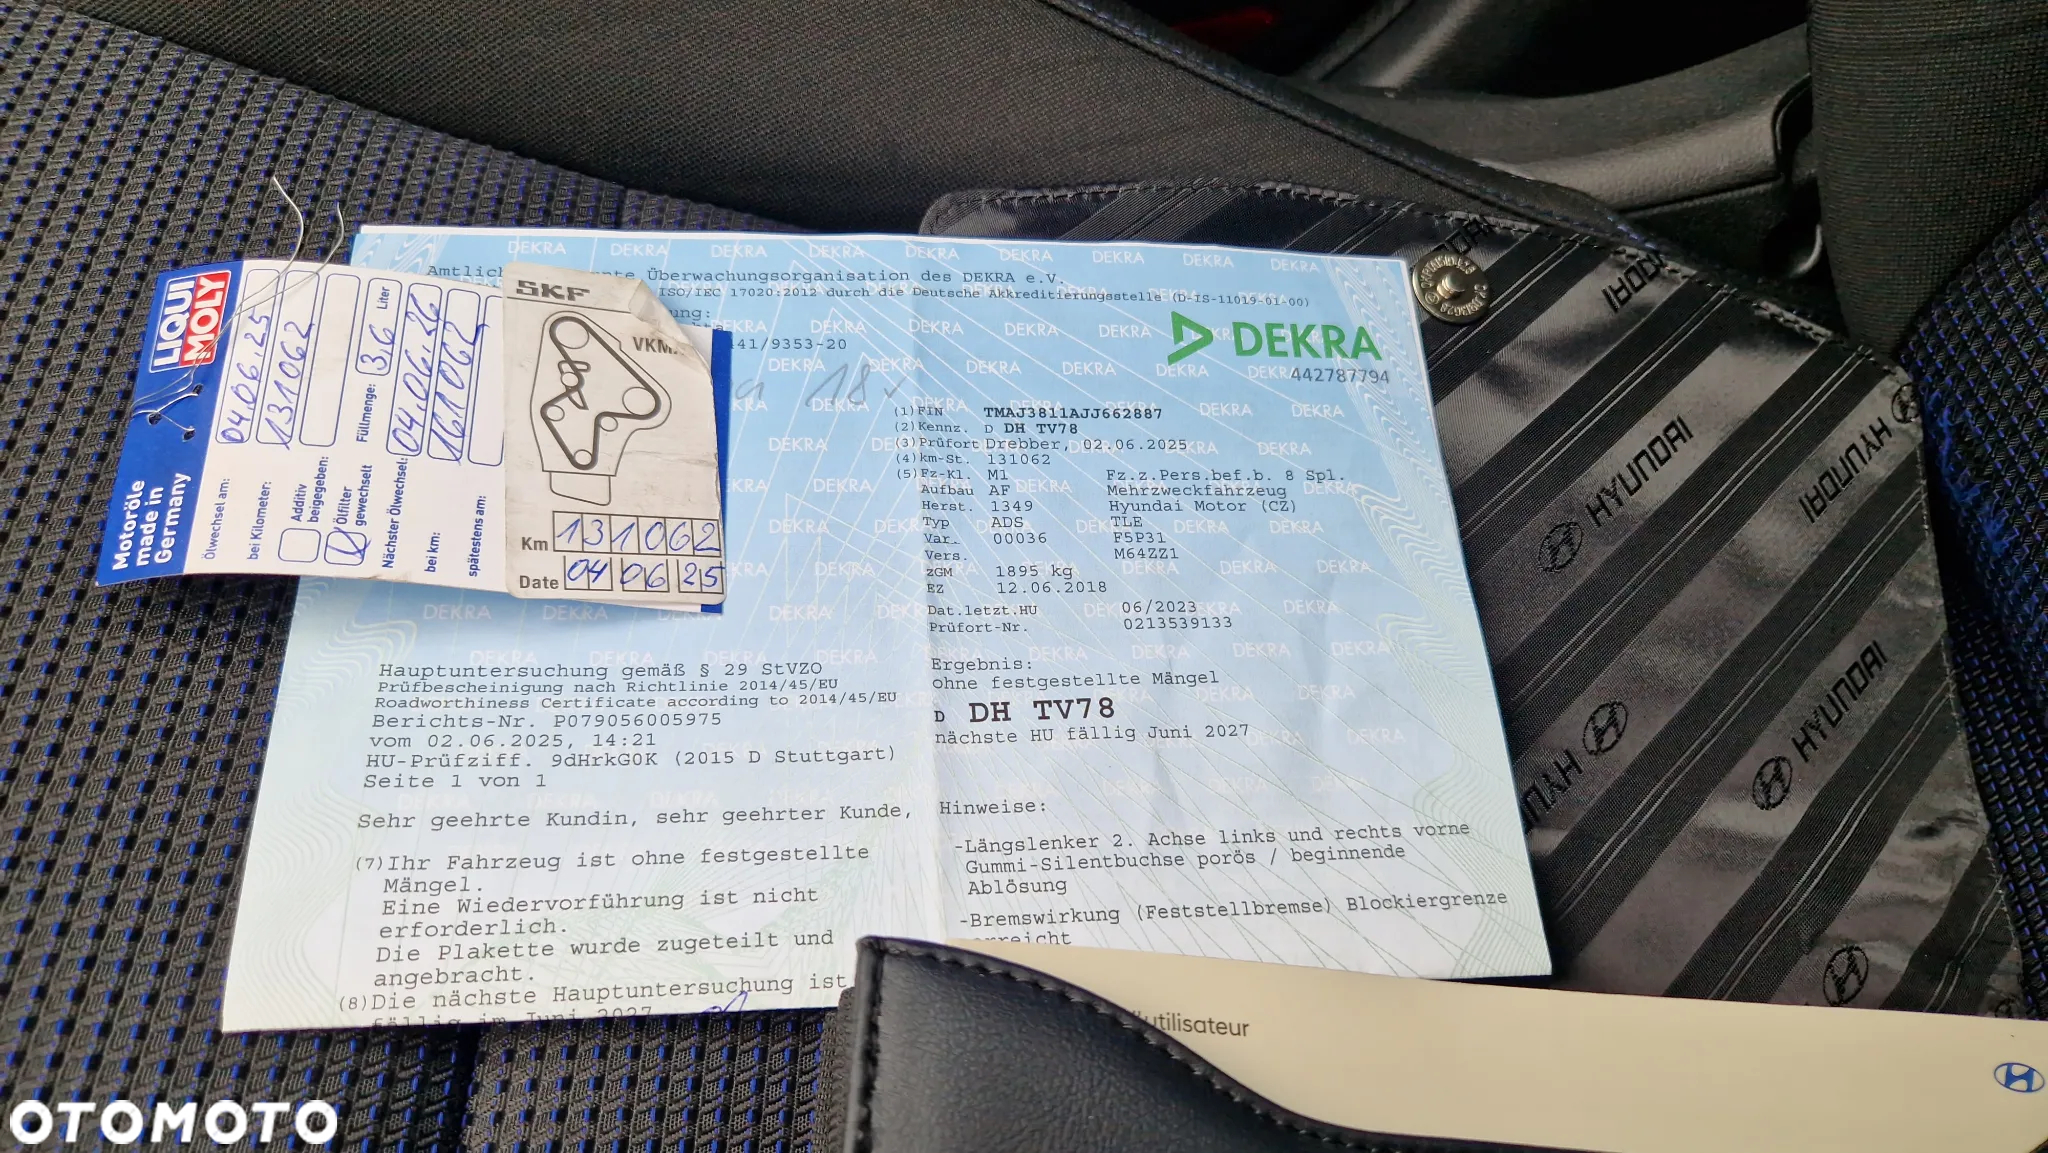 LIQUI
MOLY
Motoröle
made in
Germany
Ölwechsel am:
04.06.25
bei Kilometer:
131062
Additiv
beigegeben:
Ölfilter
gewechselt
Füllmenge:
3,6 Liter
Nächster Ölwechsel:
04.06.26
bei km:
161062
spätestens am:
SKF
VKM
Km 131062
Date 04 06 25
Überwachungsorganisation des DEKRA e.V.
ISO/IEC 17020:2012 durch die Deutsche Akkreditierungsstelle (D-IS-11019-01-00)
DEKRA
442787794
18
(1) FIN TMAJ3811AJJ662887
(2) Kennz. D DH TV78
(3) Prüfort Drebber, 02.06.2025
(4) km-St. 131062
(5) Fz-Kl. M1 Fz.z.Pers.bef.b. 8 Spl.
Aufbau AF Mehrzweckfahrzeug
Herst. 1349 Hyundai Motor (CZ)
Typ ADS TLE
Var. 00036 F5P31
Vers. M64ZZ1
zGM 1895 kg
EZ 12.06.2018
Dat.letzt.HU 06/2023
Prüfort-Nr. 0213539133
Ergebnis:
ohne festgestellte Mängel
D DH TV78
nächste HU fällig Juni 2027
Hinweise:
-Längslenker 2. Achse links und rechts vorne
Gummi-Silentbuchse porös / beginnende
Ablösung
-Bremswirkung (Feststellbremse) Blockiergrenze
Hauptuntersuchung gemäß § 29 StVZO
Prüfbescheinigung nach Richtlinie 2014/45/EU
Roadworthiness Certificate according to 2014/45/EU
Berichts-Nr. P079056005975
vom 02.06.2025, 14:21
HU-Prüfziff. 9dHrkG0K (2015 D Stuttgart)
Seite 1 von 1
Sehr geehrte Kundin, sehr geehrter Kunde,
(7) Ihr Fahrzeug ist ohne festgestellte
Mängel.
Eine Wiedervorführung ist nicht
erforderlich.
Die Plakette wurde zugeteilt und
angebracht.
(8) Die nächste Hauptuntersuchung ist
fällig im Juni 2027
HYUNDAI
HYUNDAI
HYUNDAI
l'utilisateur
OTOMOTO